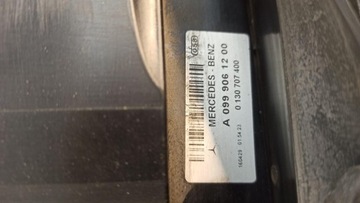 MERCEDES - BENZ
A 099 906 12 00
0 130 707 400